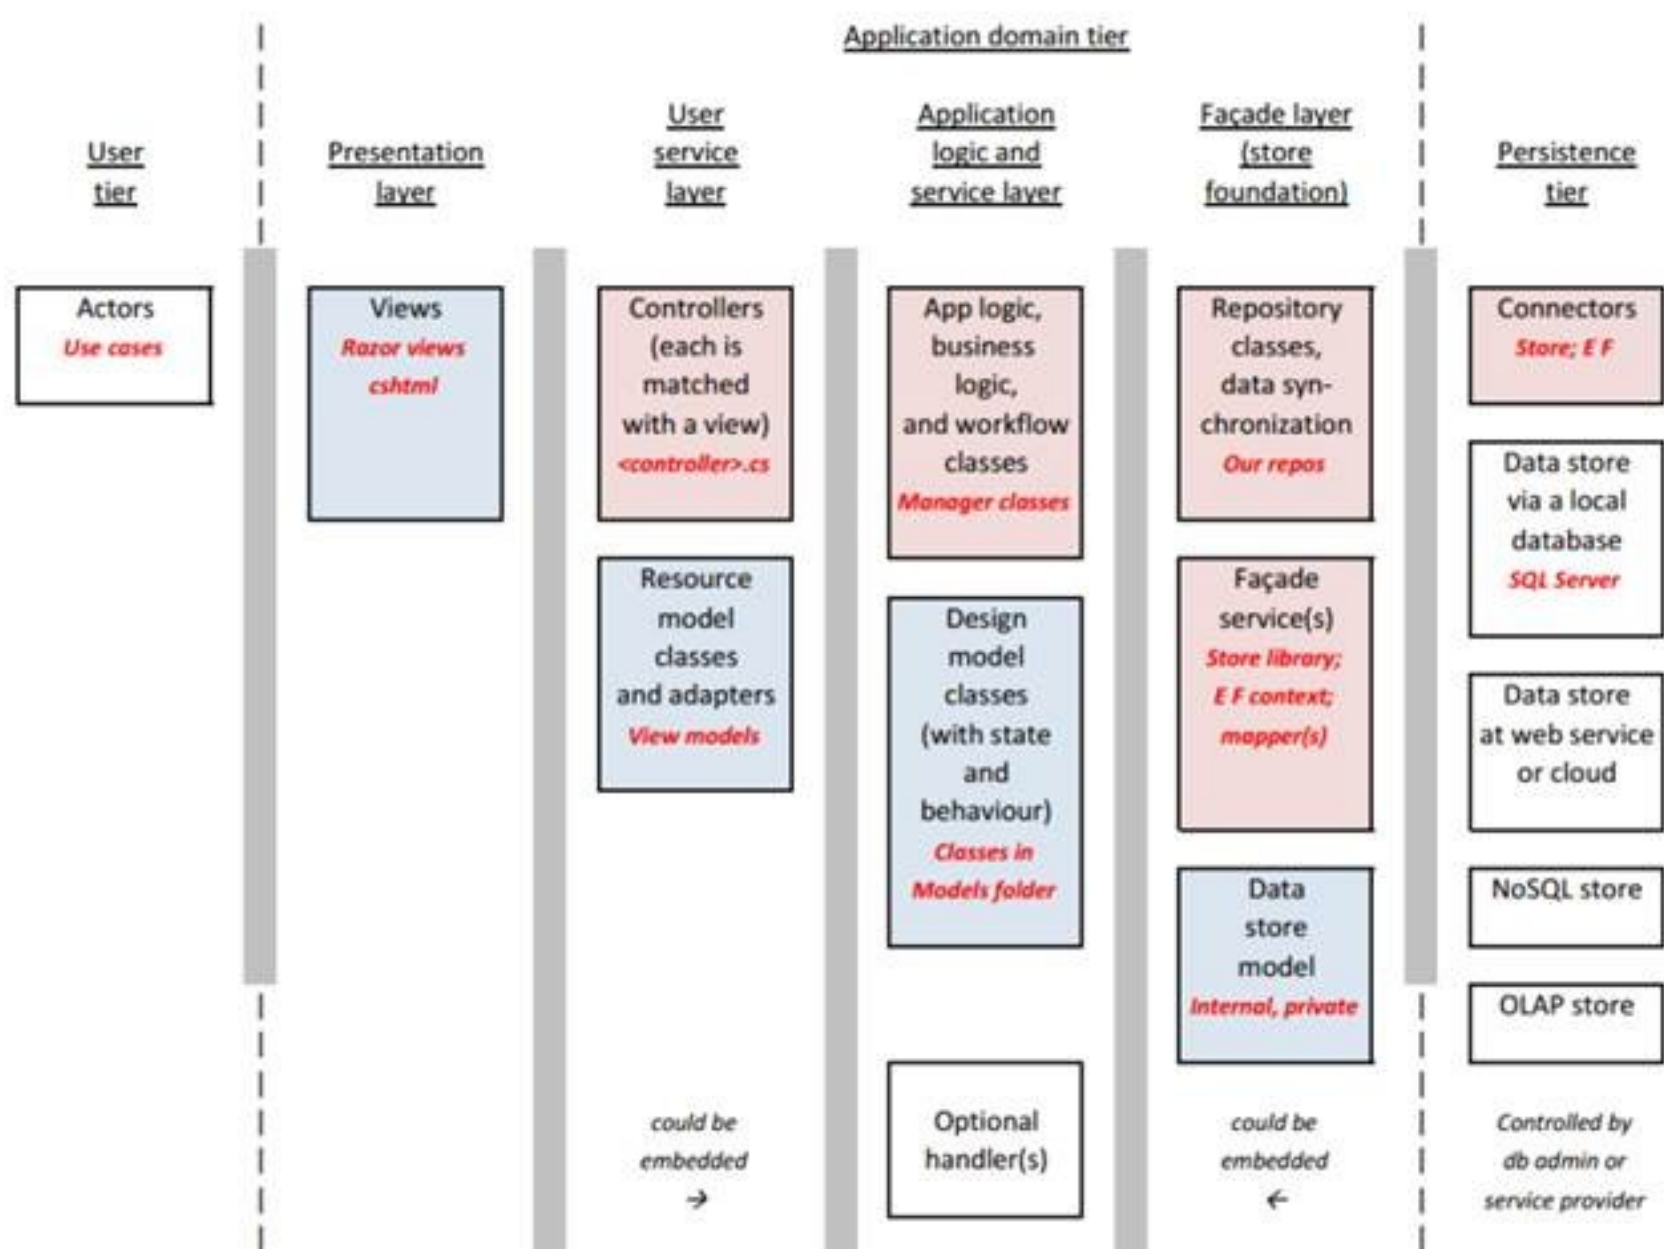 Application domain tier
User
tier
Presentation
layer
User
service
layer
Application
logic and
service layer
Façade layer
(store
foundation)
Persistence
tier
Actors
Use cases
Views
Razor views
cshtml
Controllers
(each is
matched
with a view)
<controller>.cs
Resource
model
classes
and adapters
View models
could be
embedded
→
App logic,
business
logic,
and workflow
classes
Manager classes
Design
model
classes
(with state
and
behaviour)
Classes in
Models folder
Optional
handler(s)
Repository
classes,
data syn-
chronization
Our repos
Façade
service(s)
Store library;
E F context;
mapper(s)
Data
store
model
Internal, private
could be
embedded
←
Connectors
Store; E F
Data store
via a local
database
SQL Server
Data store
at web service
or cloud
NoSQL store
OLAP store
Controlled by
db admin or
service provider